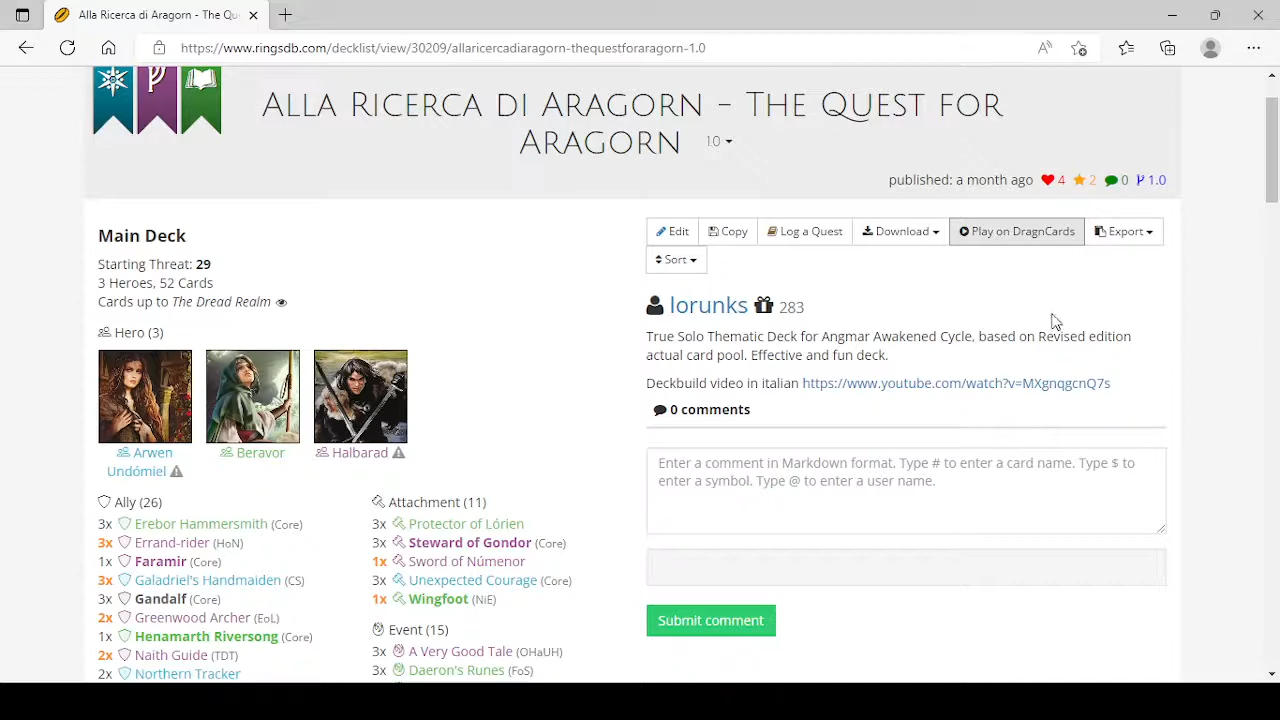 Alla Ricerca di Aragorn - The Qu
https://www.ringsdb.com/decklist/view/30209/allaricercadiaragorn-thequestforaragorn-1.0
Alla Ricerca di Aragorn – The Quest for
Aragorn 1.0
published: a month ago 4 2 0 1.0
Main Deck
Starting Threat: 29
3 Heroes, 52 Cards
Cards up to The Dread Realm
Hero (3)
Arwen
Undómiel
Beravor
Halbarad
Ally (26)
3x Erebor Hammersmith (Core)
3x Errand-rider (HoN)
1x Faramir (Core)
3x Galadriel's Handmaiden (CS)
3x Gandalf (Core)
2x Greenwood Archer (EoL)
1x Henamarth Riversong (Core)
2x Naith Guide (TDT)
2x Northern Tracker
Attachment (11)
3x Protector of Lórien
3x Steward of Gondor (Core)
1x Sword of Númenor
3x Unexpected Courage (Core)
1x Wingfoot (NiE)
Event (15)
3x A Very Good Tale (OHaUH)
3x Daeron's Runes (FoS)
Edit Copy Log a Quest Download Play on DragnCards Export
Sort
lorunks 283
True Solo Thematic Deck for Angmar Awakened Cycle, based on Revised edition
actual card pool. Effective and fun deck.
Deckbuild video in italian https://www.youtube.com/watch?v=MXgnqgcnQ7s
0 comments
Enter a comment in Markdown format. Type # to enter a card name. Type $ to
enter a symbol. Type @ to enter a user name.
Submit comment